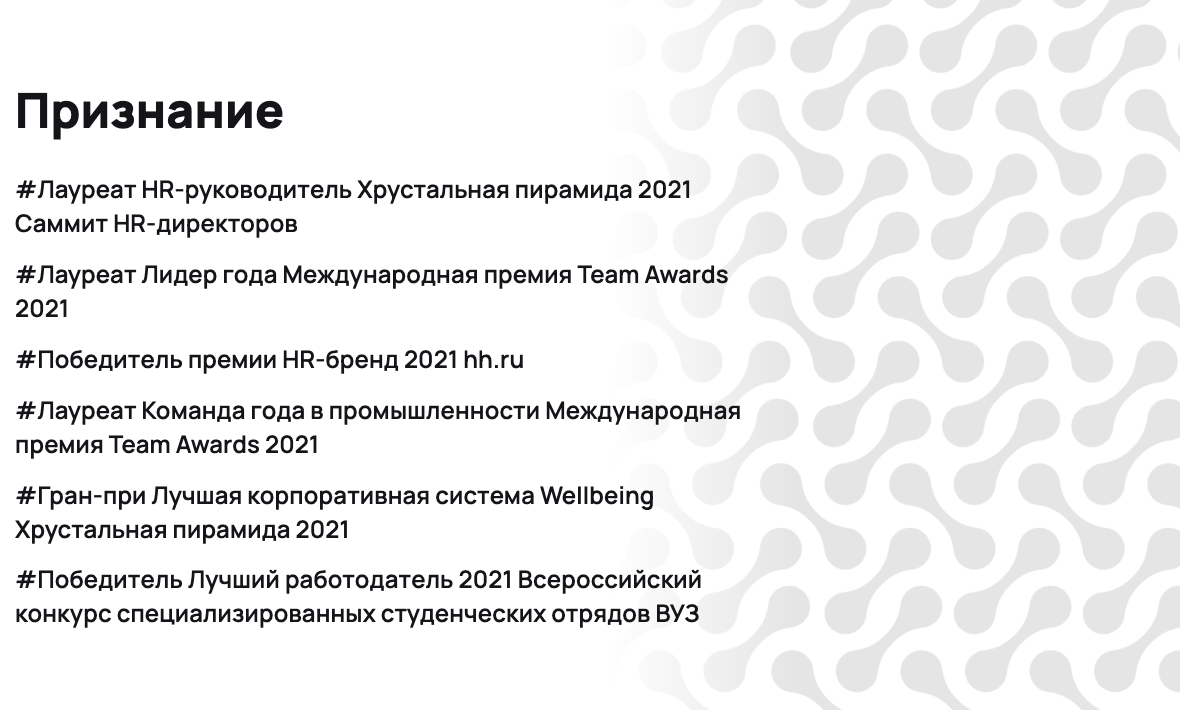 Признание
#Лауреат HR-руководитель Хрустальная пирамида 2021
Саммит HR-директоров
#Лауреат Лидер года Международная премия Team Awards
2021
#Победитель премии HR-бренд 2021 hh.ru
#Лауреат Команда года в промышленности Международная
премия Team Awards 2021
#Гран-при Лучшая корпоративная система Wellbeing
Хрустальная пирамида 2021
#Победитель Лучший работодатель 2021 Всероссийский
конкурс специализированных студенческих отрядов ВУЗ